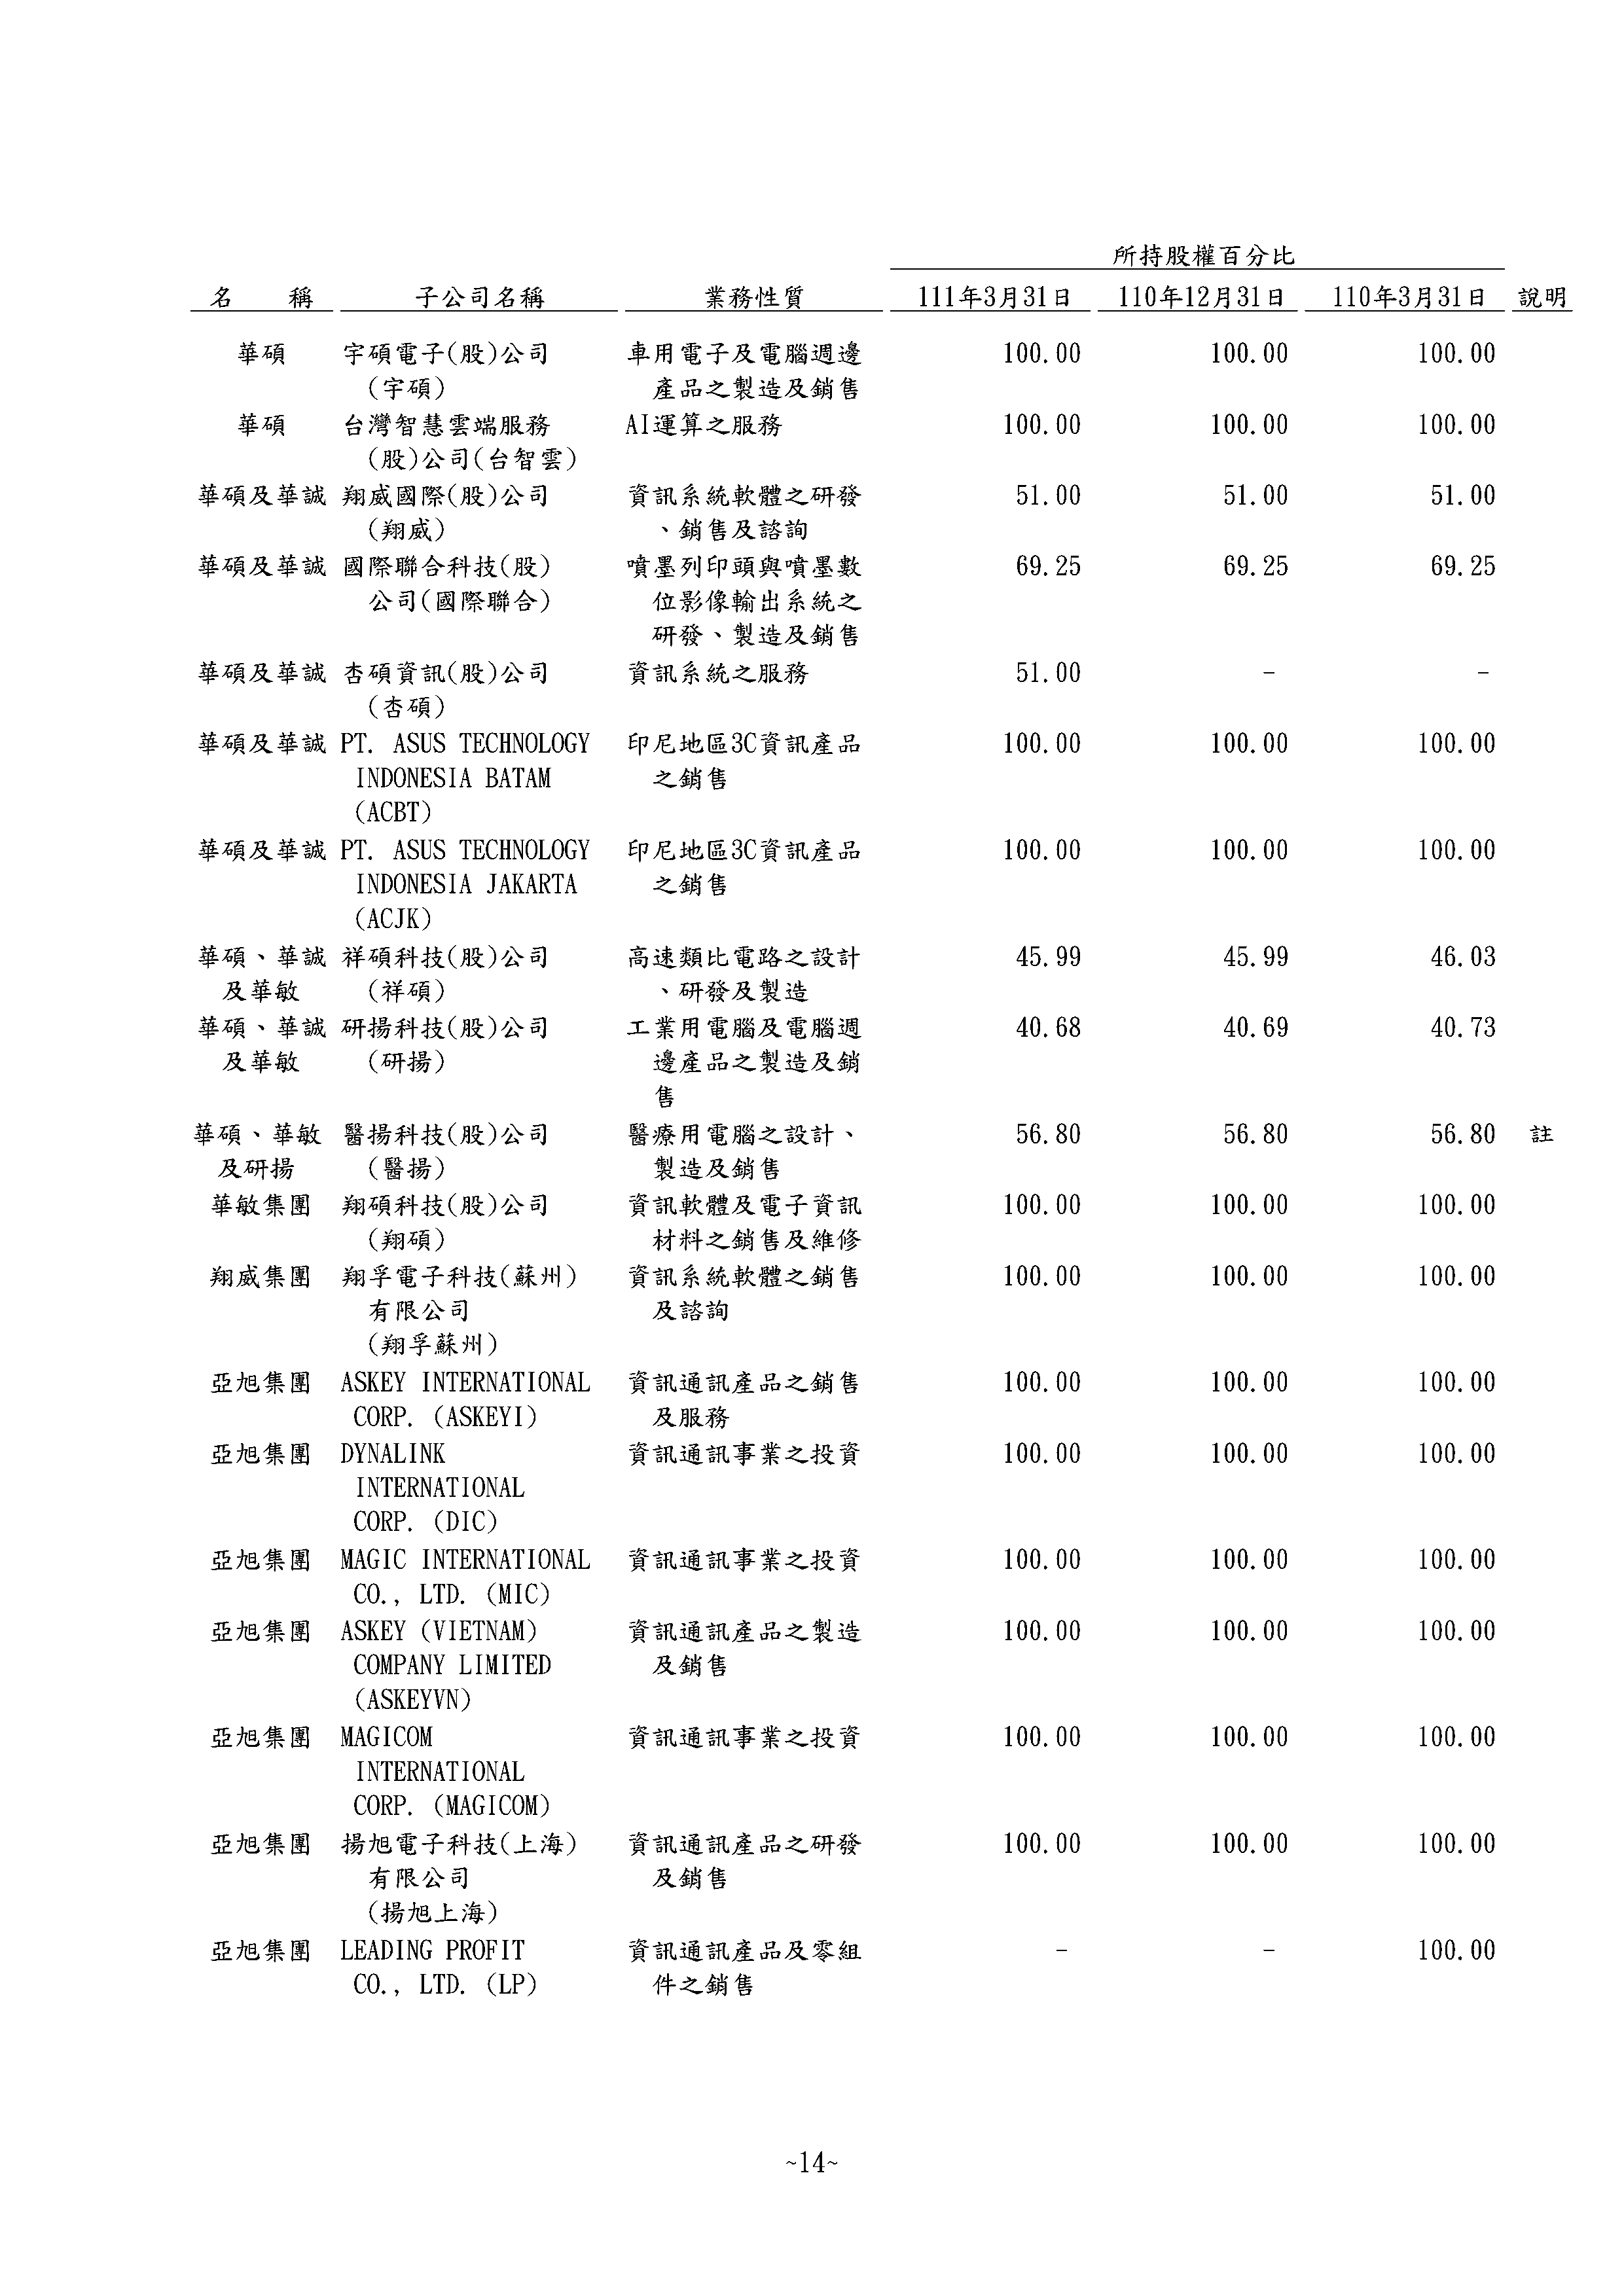 所持股權百分比
名 稱 子公司名稱 業務性質 111年3月31日 110年12月31日 110年3月31日 說明
華碩 宇碩電子(股)公司 車用電子及電腦週邊 100.00 100.00 100.00
(宇碩) 產品之製造及銷售
華碩 台灣智慧雲端服務 AI運算之服務 100.00 100.00 100.00
(股)公司(台智雲)
華碩及華誠 翔威國際(股)公司 資訊系統軟體之研發 51.00 51.00 51.00
(翔威) 、銷售及諮詢
華碩及華誠 國際聯合科技(股) 噴墨列印頭與噴墨數 69.25 69.25 69.25
公司(國際聯合) 位影像輸出系統之
研發、製造及銷售
華碩及華誠 杏碩資訊(股)公司 資訊系統之服務 51.00 - -
(杏碩)
華碩及華誠 PT. ASUS TECHNOLOGY 印尼地區3C資訊產品 100.00 100.00 100.00
INDONESIA BATAM 之銷售
(ACBT)
華碩及華誠 PT. ASUS TECHNOLOGY 印尼地區3C資訊產品 100.00 100.00 100.00
INDONESIA JAKARTA 之銷售
(ACJK)
華碩、華誠 祥碩科技(股)公司 高速類比電路之設計 45.99 45.99 46.03
及華敏 (祥碩) 、研發及製造
華碩、華誠 研揚科技(股)公司 工業用電腦及電腦週 40.68 40.69 40.73
及華敏 (研揚) 邊產品之製造及銷
售
華碩、華敏 醫揚科技(股)公司 醫療用電腦之設計、 56.80 56.80 56.80 註
及研揚 (醫揚) 製造及銷售
華敏集團 翔碩科技(股)公司 資訊軟體及電子資訊 100.00 100.00 100.00
(翔碩) 材料之銷售及維修
翔威集團 翔孚電子科技(蘇州) 資訊系統軟體之銷售 100.00 100.00 100.00
有限公司 及諮詢
(翔孚蘇州)
亞旭集團 ASKEY INTERNATIONAL 資訊通訊產品之銷售 100.00 100.00 100.00
CORP. (ASKEYI) 及服務
亞旭集團 DYNALINK 資訊通訊事業之投資 100.00 100.00 100.00
INTERNATIONAL
CORP. (DIC)
亞旭集團 MAGIC INTERNATIONAL 資訊通訊事業之投資 100.00 100.00 100.00
CO., LTD. (MIC)
亞旭集團 ASKEY (VIETNAM) 資訊通訊產品之製造 100.00 100.00 100.00
COMPANY LIMITED 及銷售
(ASKEYVN)
亞旭集團 MAGICOM 資訊通訊事業之投資 100.00 100.00 100.00
INTERNATIONAL
CORP. (MAGICOM)
亞旭集團 揚旭電子科技(上海) 資訊通訊產品之研發 100.00 100.00 100.00
有限公司 及銷售
(揚旭上海)
亞旭集團 LEADING PROFIT 資訊通訊產品及零組 - - 100.00
CO., LTD. (LP) 件之銷售
~14~